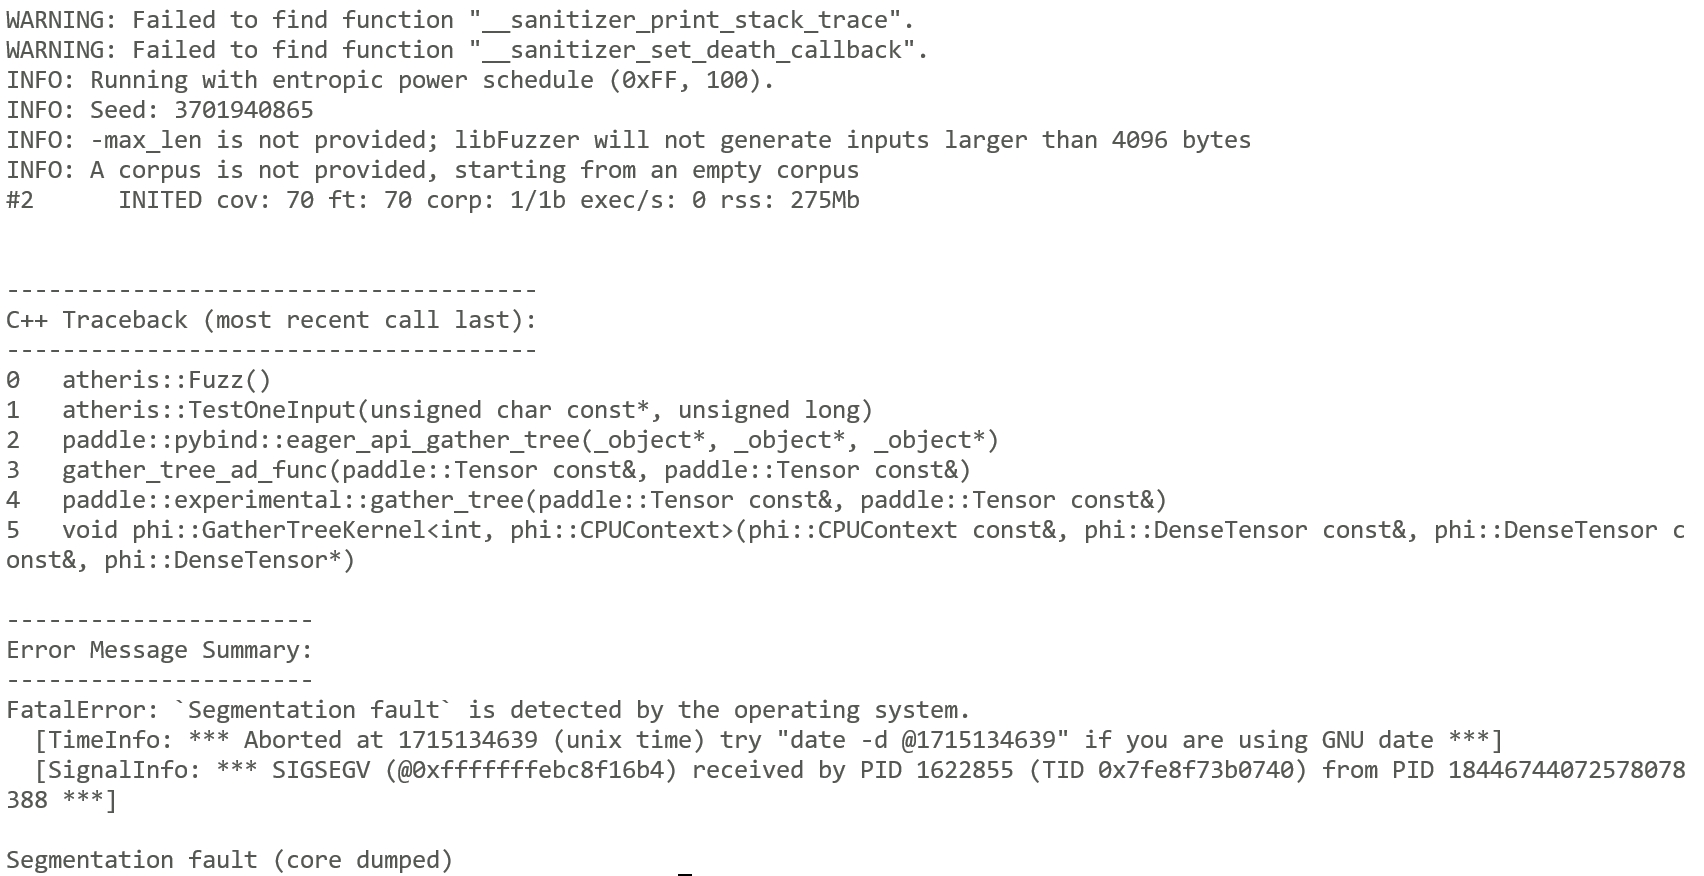 WARNING: Failed to find function "__sanitizer_print_stack_trace".
WARNING: Failed to find function "__sanitizer_set_death_callback".
INFO: Running with entropic power schedule (0xFF, 100).
INFO: Seed: 3701940865
INFO: -max_len is not provided; libFuzzer will not generate inputs larger than 4096 bytes
INFO: A corpus is not provided, starting from an empty corpus
#2      INITED cov: 70 ft: 70 corp: 1/1b exec/s: 0 rss: 275Mb
--------------------------------------
C++ Traceback (most recent call last):
--------------------------------------
0   atheris::Fuzz()
1   atheris::TestOneInput(unsigned char const*, unsigned long)
2   paddle::pybind::eager_api_gather_tree(_object*, _object*, _object*)
3   gather_tree_ad_func(paddle::Tensor const&, paddle::Tensor const&)
4   paddle::experimental::gather_tree(paddle::Tensor const&, paddle::Tensor const&)
5   void phi::GatherTreeKernel<int, phi::CPUContext>(phi::CPUContext const&, phi::DenseTensor const&, phi::DenseTensor c
onst&, phi::DenseTensor*)
----------------------
Error Message Summary:
----------------------
FatalError: `Segmentation fault` is detected by the operating system.
  [TimeInfo: *** Aborted at 1715134639 (unix time) try "date -d @1715134639" if you are using GNU date ***]
  [SignalInfo: *** SIGSEGV (@0xfffffffebc8f16b4) received by PID 1622855 (TID 0x7fe8f73b0740) from PID 18446744072578078
388 ***]
Segmentation fault (core dumped)